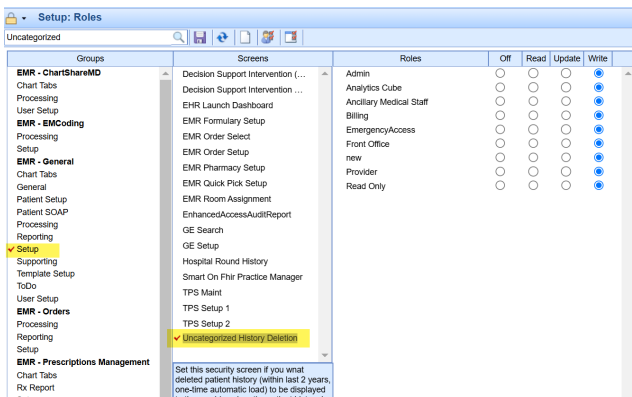 Setup: Roles
Uncategorized
Groups
EMR - ChartShareMD
Chart Tabs
Processing
User Setup
EMR - EMCoding
Processing
Setup
EMR - General
Chart Tabs
General
Patient Setup
Patient SOAP
Processing
Reporting
Setup
Supporting
Template Setup
ToDo
User Setup
EMR - Orders
Processing
Reporting
Setup
EMR - Prescriptions Management
Chart Tabs
Rx Report
Screens
Decision Support Intervention (...
Decision Support Intervention ...
EHR Launch Dashboard
EMR Formulary Setup
EMR Order Select
EMR Order Setup
EMR Pharmacy Setup
EMR Quick Pick Setup
EMR Room Assignment
EnhancedAccessAuditReport
GE Search
GE Setup
Hospital Round History
Smart On Fhir Practice Manager
TPS Maint
TPS Setup 1
TPS Setup 2
Uncategorized History Deletion
Set this security screen if you what
deleted patient history (within last 2 years,
one-time automatic load) to be displayed
Roles Off Read Update Write
Admin
Analytics Cube
Ancillary Medical Staff
Billing
EmergencyAccess
Front Office
new
Provider
Read Only